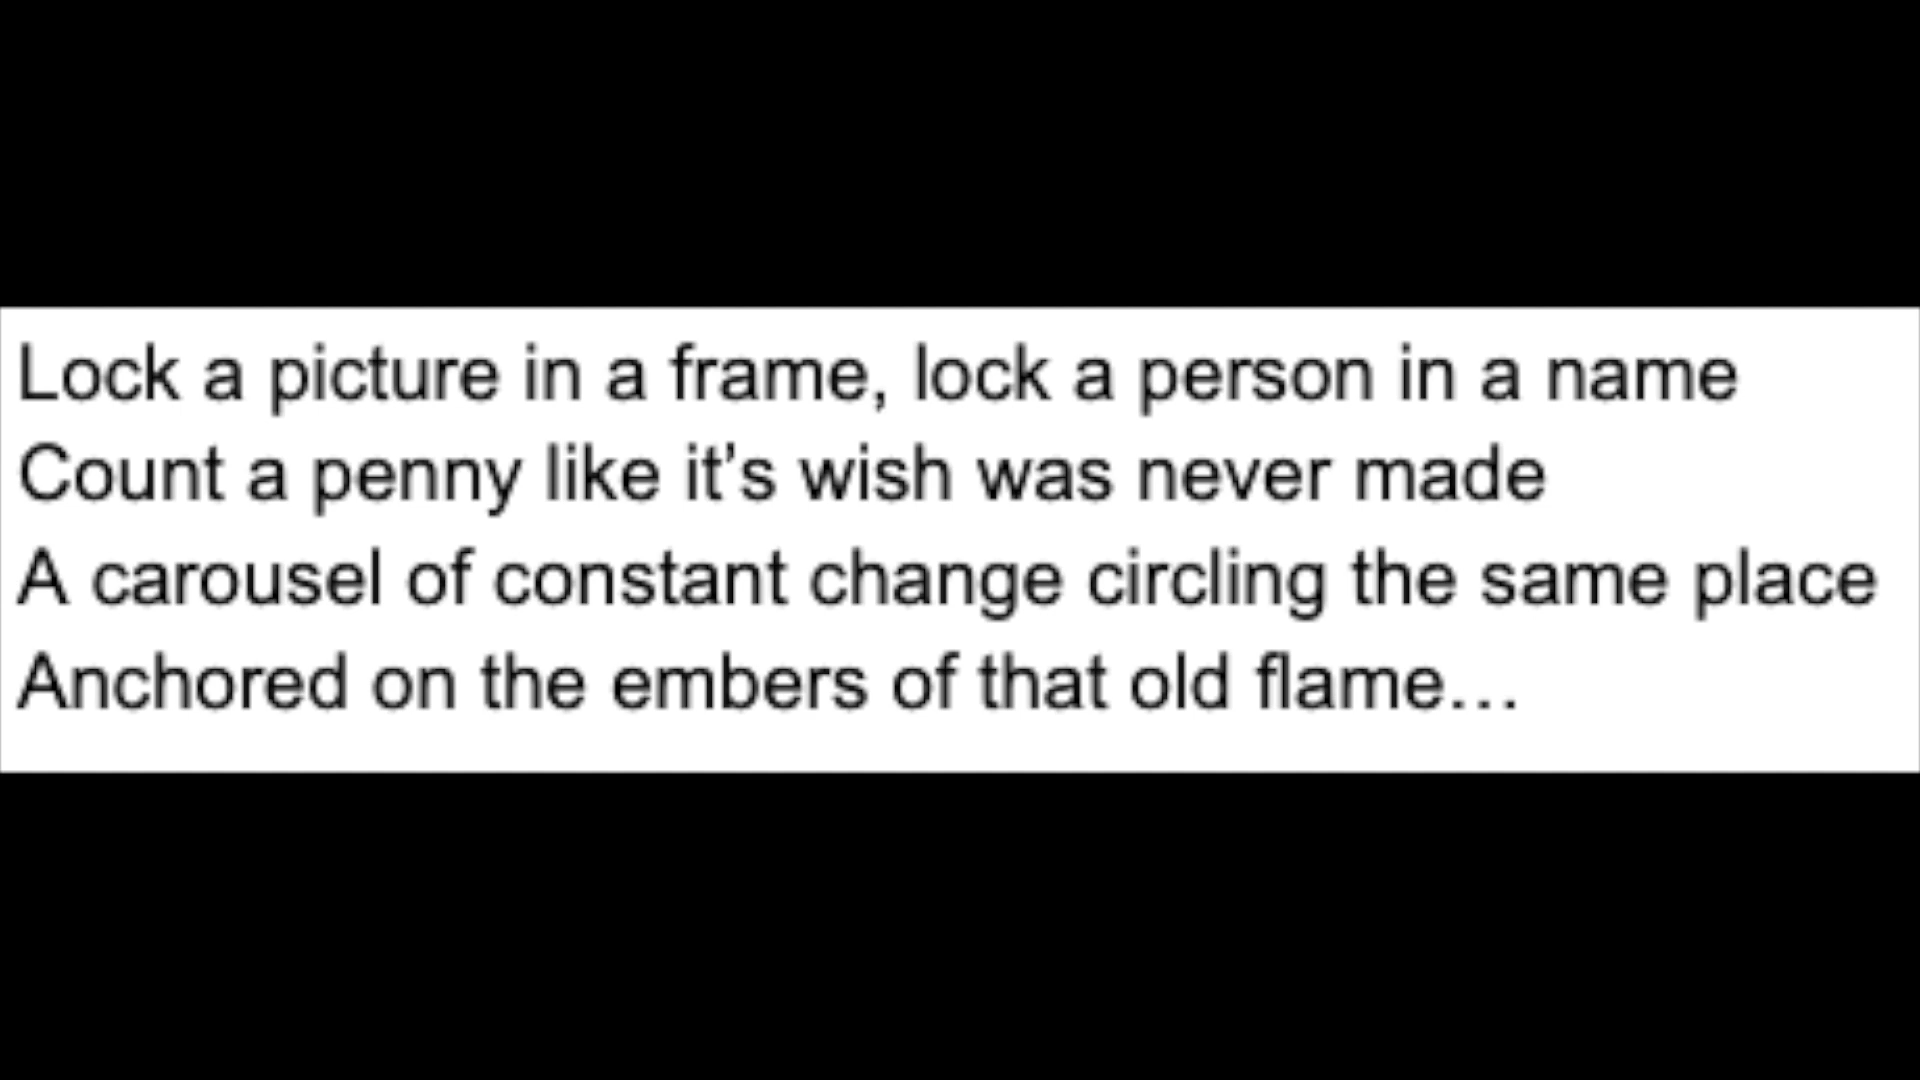 Lock a picture in a frame, lock a person in a name
Count a penny like it’s wish was never made
A carousel of constant change circling the same place
Anchored on the embers of that old flame…